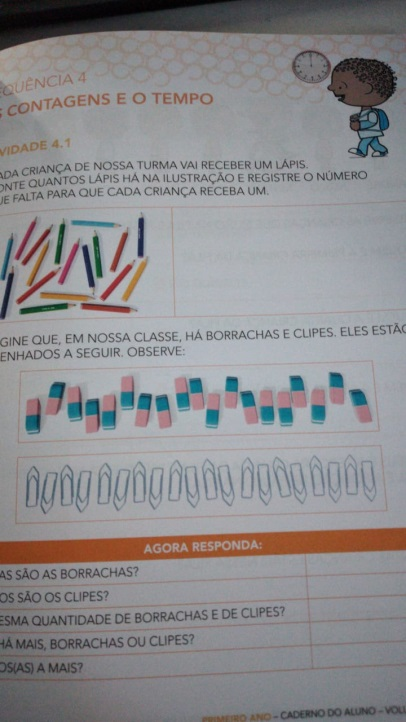 EQUÊNCIA 4
S CONTAGENS E O TEMPO
VIDADE 4.1
ADA CRIANÇA DE NOSSA TURMA VAI RECEBER UM LÁPIS.
ONTE QUANTOS LÁPIS HÁ NA ILUSTRAÇÃO E REGISTRE O NÚMERO
UE FALTA PARA QUE CADA CRIANÇA RECEBA UM.
GINE QUE, EM NOSSA CLASSE, HÁ BORRACHAS E CLIPES. ELES ESTÃO
ENHADOS A SEGUIR. OBSERVE:
AGORA RESPONDA:
AS SÃO AS BORRACHAS?
OS SÃO OS CLIPES?
ESMA QUANTIDADE DE BORRACHAS E DE CLIPES?
HÁ MAIS, BORRACHAS OU CLIPES?
OS(AS) A MAIS?
PRIMEIRO ANO – CADERNO DO ALUNO – VOLU